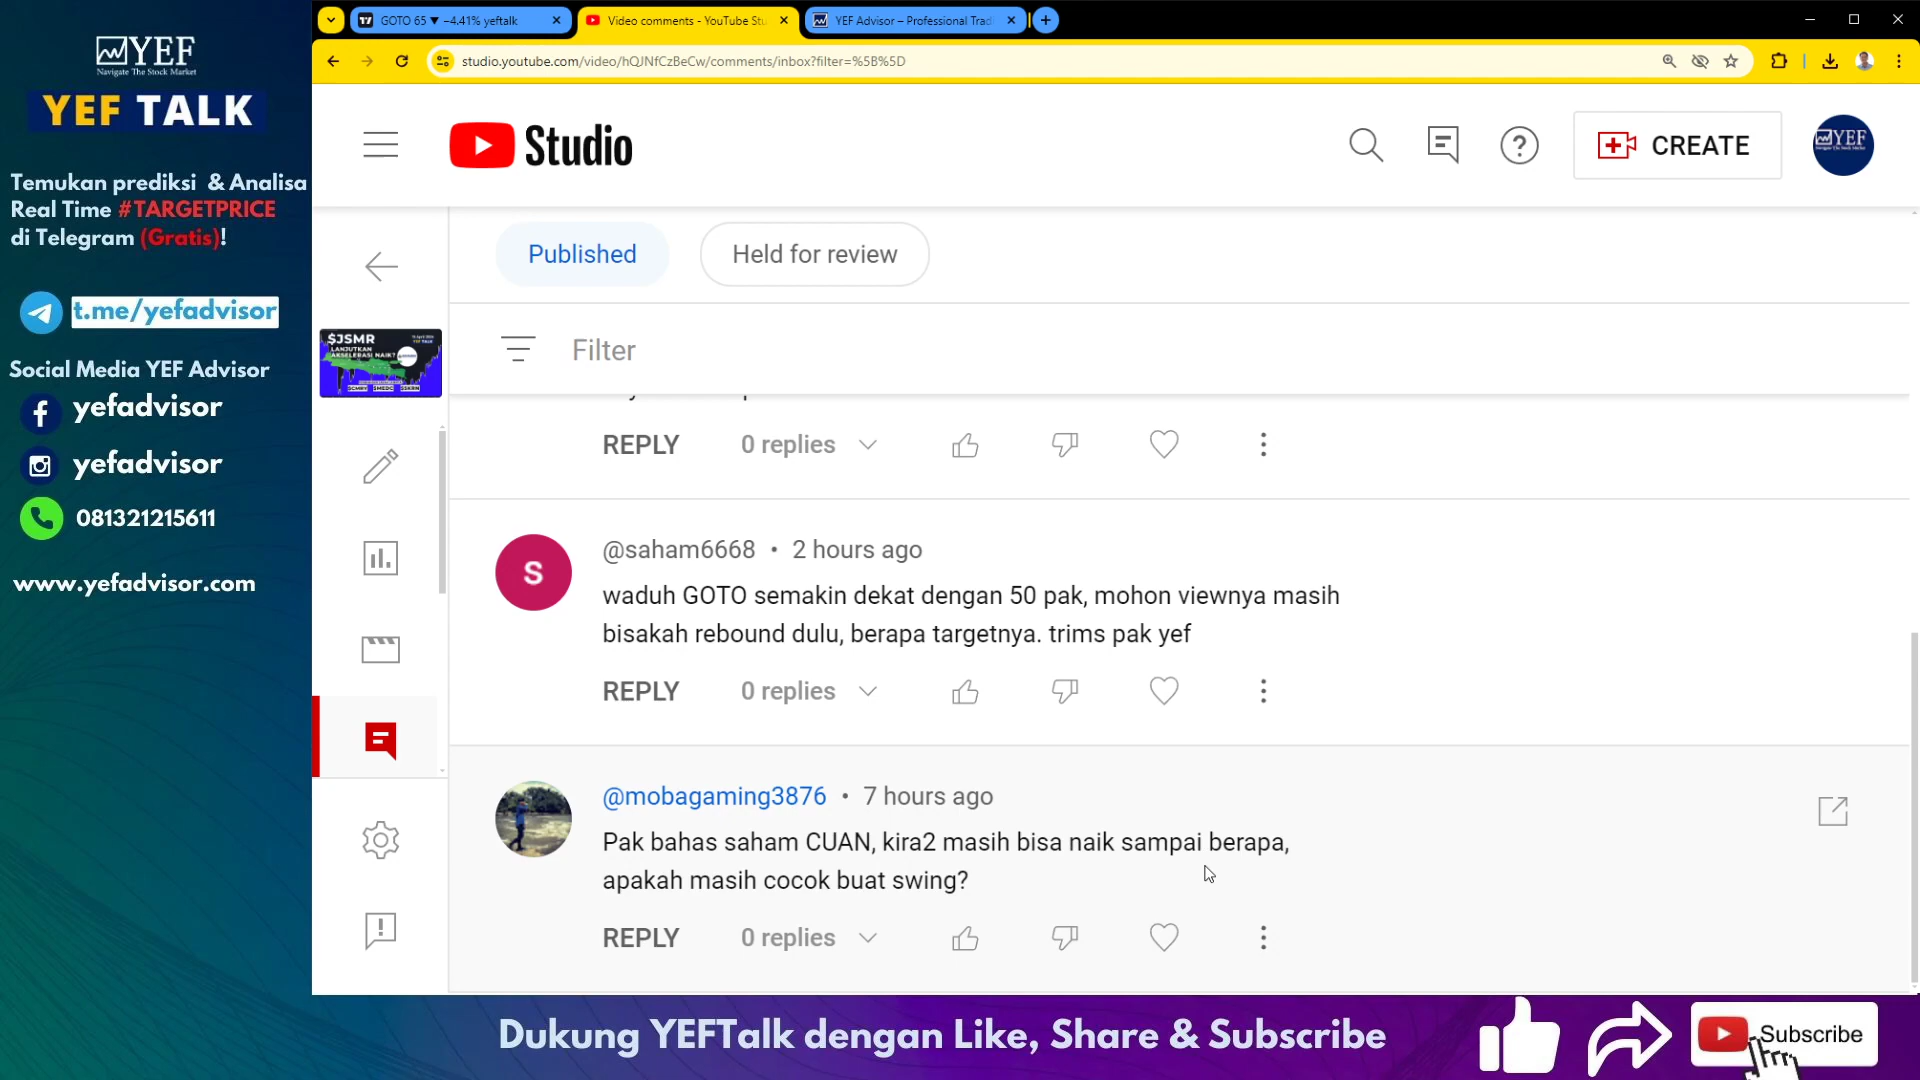 YEF
Navigate The Stock Market
YEF TALK
Temukan prediksi & Analisa
Real Time #TARGETPRICE
di Telegram (Gratis)!
t.me/yefadvisor
Social Media YEF Advisor
yefadvisor
yefadvisor
081321215611
www.yefadvisor.com
GOTO 65 ▼ −4.41% yeftalk
Video comments - YouTube Stu
YEF Advisor – Professional Trad
studio.youtube.com/video/hQJNfCzBeCw/comments/inbox?filter=%5B%5D
Studio
CREATE
YEF
Published
Held for review
$JSMR
LANJUTKAN
AKSELERASI NAIK?
Filter
REPLY 0 replies
S
@saham6668 • 2 hours ago
waduh GOTO semakin dekat dengan 50 pak, mohon viewnya masih
bisakah rebound dulu, berapa targetnya. trims pak yef
REPLY 0 replies
@mobagaming3876 • 7 hours ago
Pak bahas saham CUAN, kira2 masih bisa naik sampai berapa,
apakah masih cocok buat swing?
REPLY 0 replies
Dukung YEFTalk dengan Like, Share & Subscribe
Subscribe